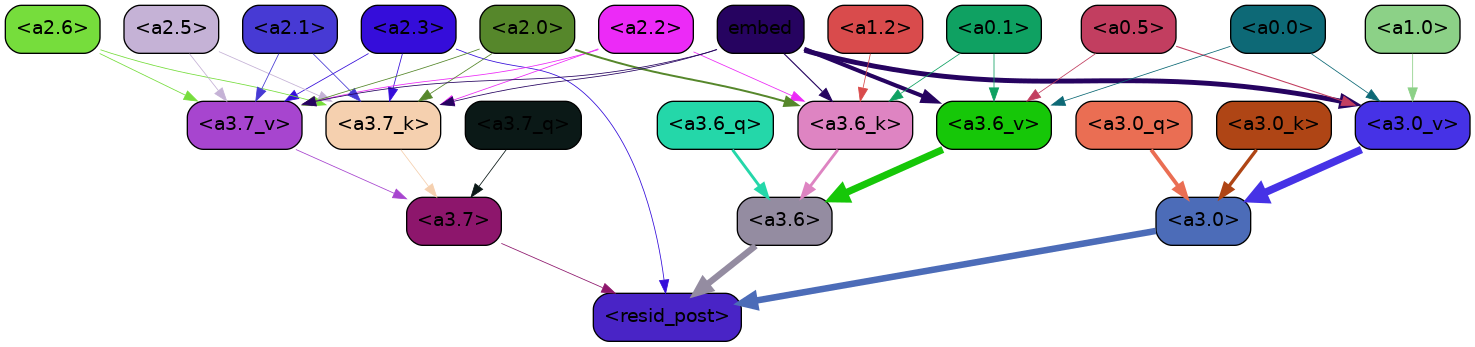 <a2.6> <a2.5> <a2.1> <a2.3> <a2.0> <a2.2> embed <a1.2> <a0.1> <a0.5> <a0.0> <a1.0>
<a3.7_v> <a3.7_k> <a3.7_q> <a3.6_q> <a3.6_k> <a3.6_v> <a3.0_q> <a3.0_k> <a3.0_v>
<a3.7> <a3.6> <a3.0>
<resid_post>